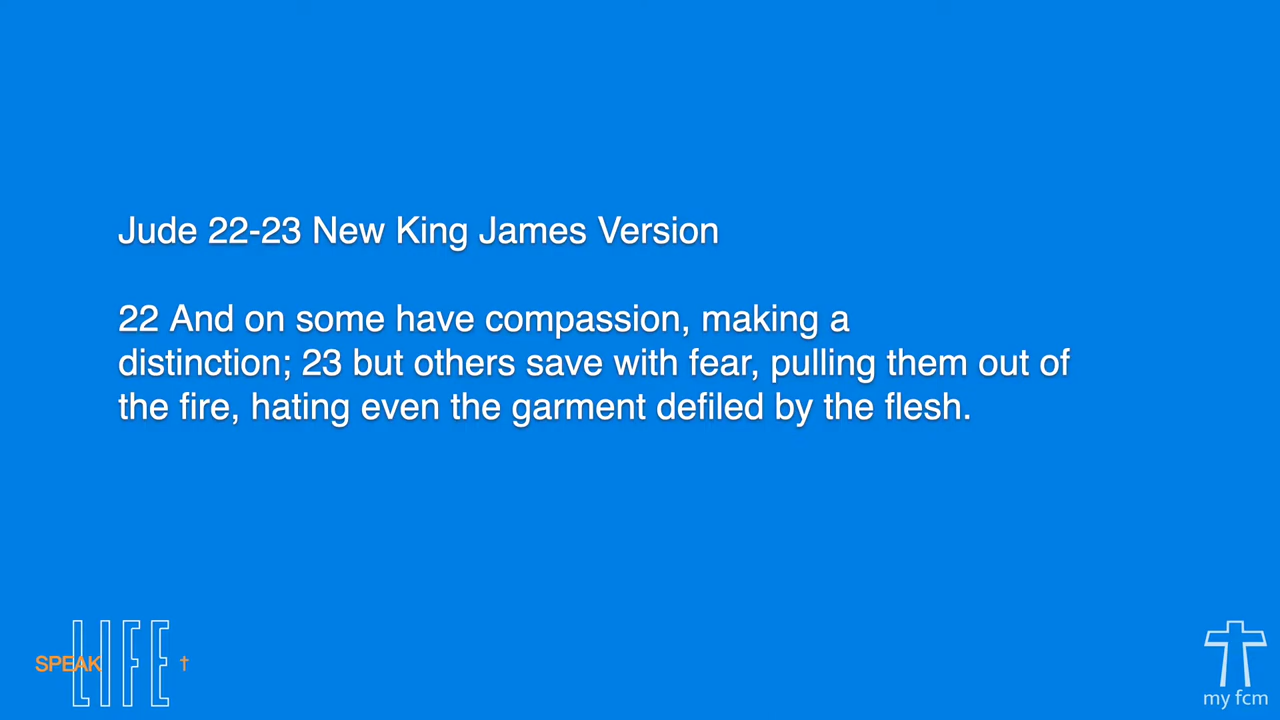 Jude 22-23 New King James Version
22 And on some have compassion, making a
distinction; 23 but others save with fear, pulling them out of
the fire, hating even the garment defiled by the flesh.
SPEAK LIFE †
my fcm